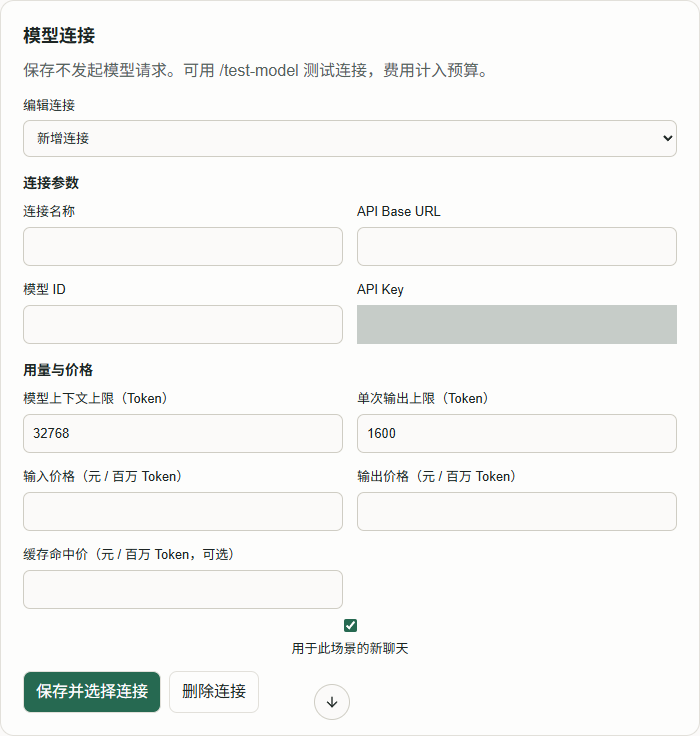 模型连接
保存不发起模型请求。可用 /test-model 测试连接，费用计入预算。
编辑连接
新增连接
连接参数
连接名称
API Base URL
模型 ID
API Key
用量与价格
模型上下文上限（Token）
单次输出上限（Token）
32768
1600
输入价格（元 / 百万 Token）
输出价格（元 / 百万 Token）
缓存命中价（元 / 百万 Token，可选）
用于此场景的新聊天
保存并选择连接
删除连接